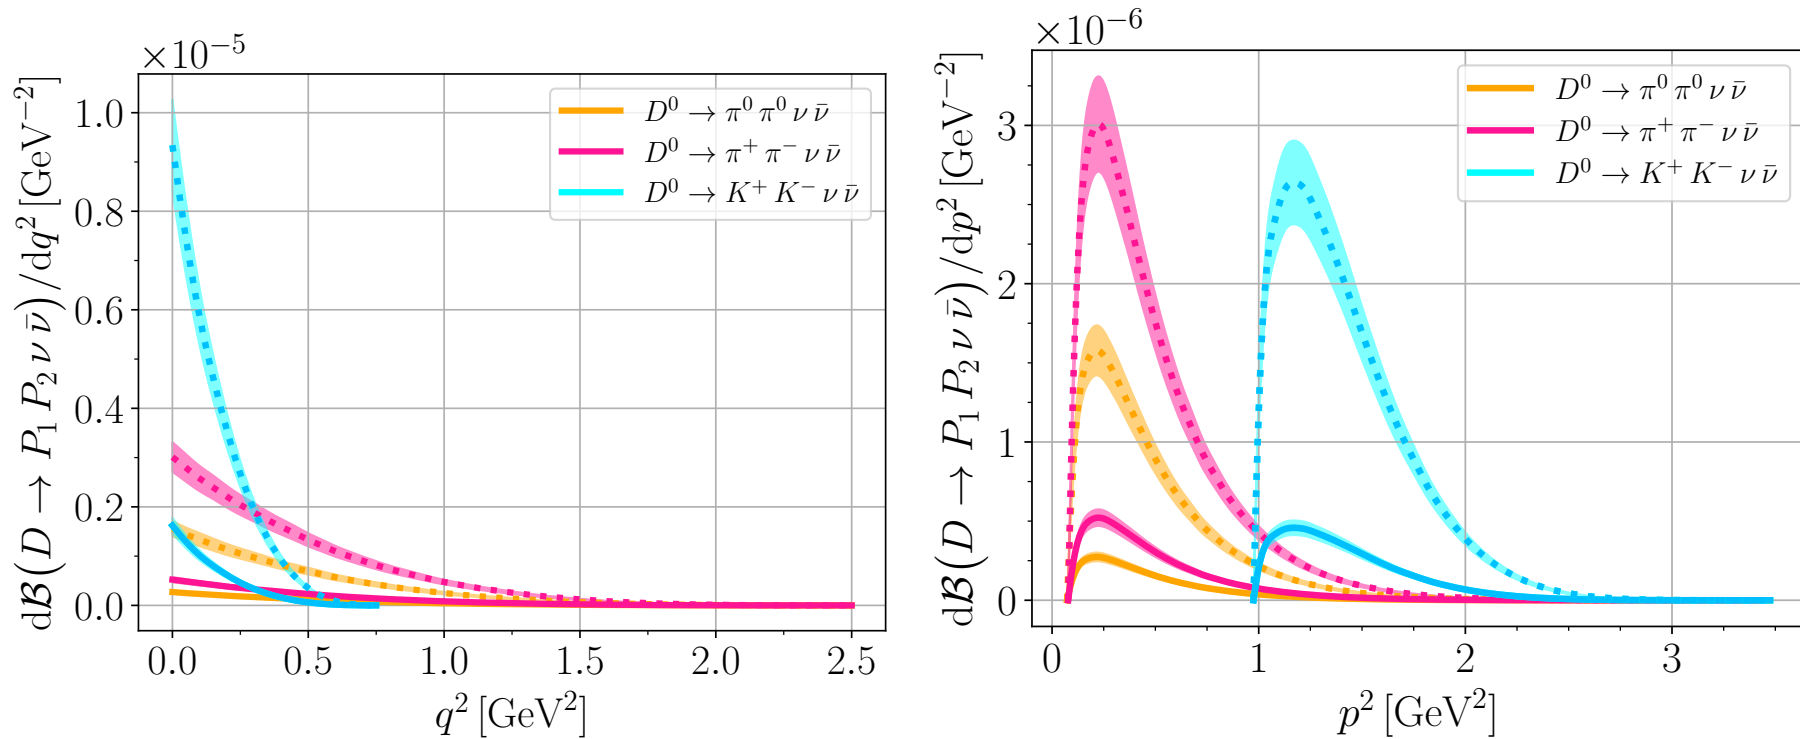 ×10⁻⁵
dℬ(D → P₁ P₂ ν ν̄)/dq² [GeV⁻²]
1.0
0.8
0.6
0.4
0.2
0.0
D⁰ → π⁰ π⁰ ν ν̄
D⁰ → π⁺ π⁻ ν ν̄
D⁰ → K⁺ K⁻ ν ν̄
0.0 0.5 1.0 1.5 2.0 2.5
q² [GeV²]
×10⁻⁶
dℬ(D → P₁ P₂ ν ν̄)/dp² [GeV⁻²]
3
2
1
0
D⁰ → π⁰ π⁰ ν ν̄
D⁰ → π⁺ π⁻ ν ν̄
D⁰ → K⁺ K⁻ ν ν̄
0 1 2 3
p² [GeV²]